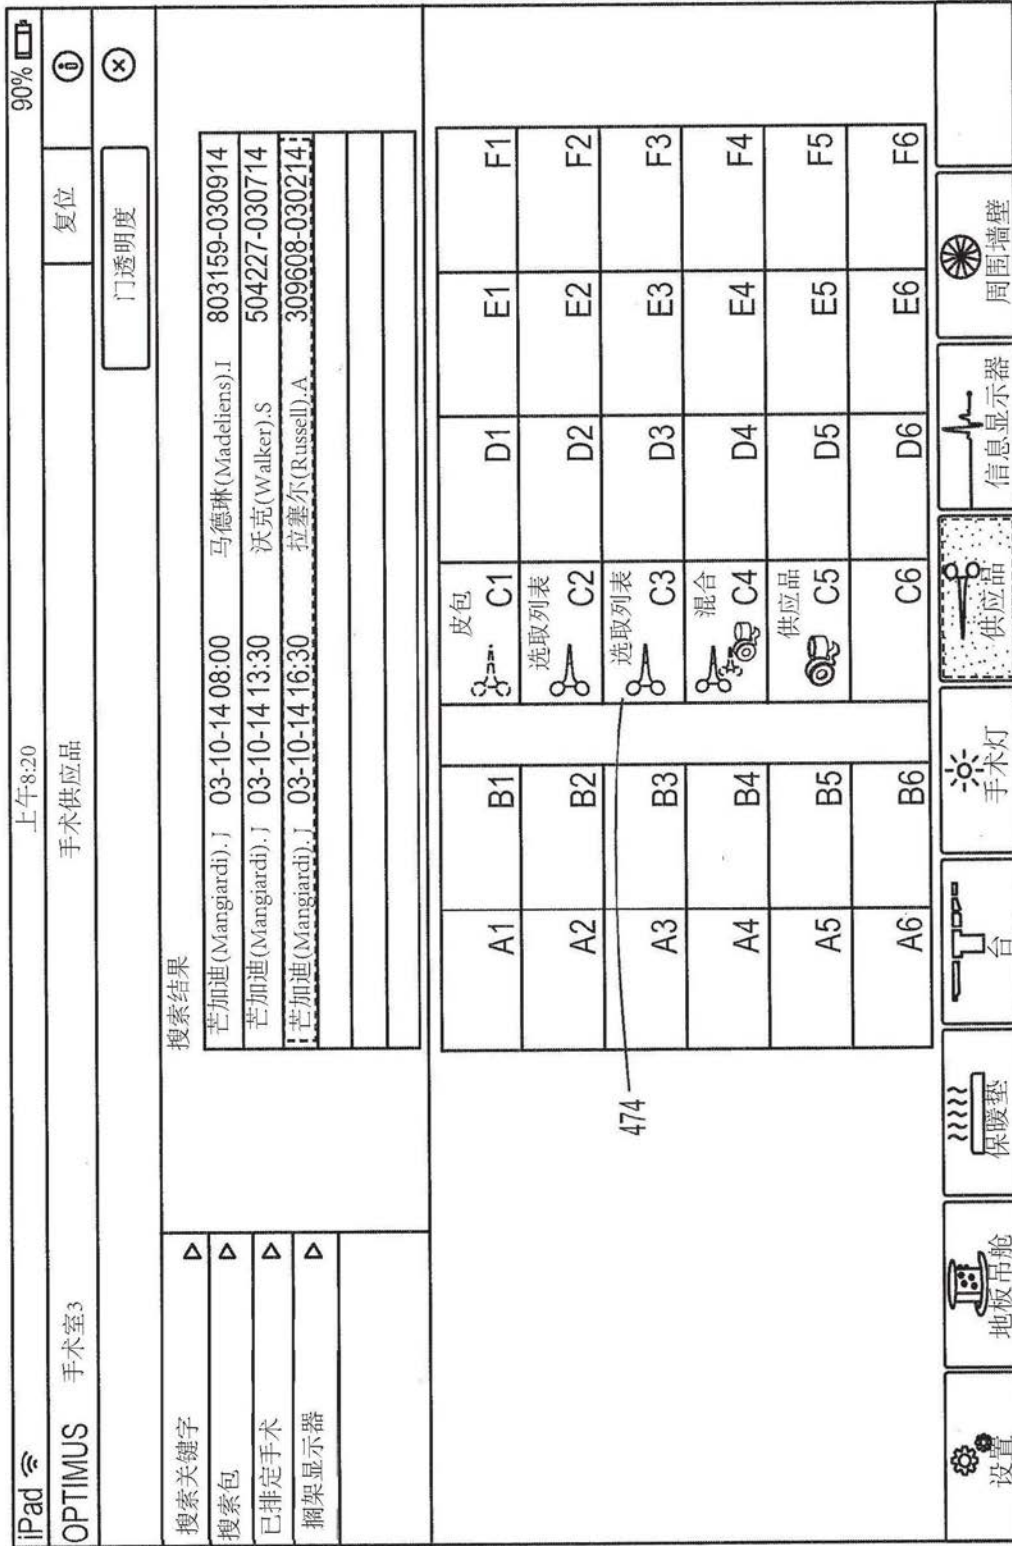 iPad 上午8:20 90%
OPTIMUS 手术室3 手术供应品 复位
门透明度
搜索关键字
搜索包
已排定手术
搁架显示器
搜索结果
芒加迪(Mangiardi).J 03-10-14 08:00 马德琳(Madeliens).I 803159-030914
芒加迪(Mangiardi).J 03-10-14 13:30 沃克(Walker).S 504227-030714
芒加迪(Mangiardi).J 03-10-14 16:30 拉塞尔(Russell).A 309608-030214
A1 B1 皮包 C1 D1 E1 F1
A2 B2 选取列表 C2 D2 E2 F2
A3 B3 选取列表 C3 D3 E3 F3
A4 B4 混合 C4 D4 E4 F4
A5 B5 供应品 C5 D5 E5 F5
A6 B6 C6 D6 E6 F6
474
设置 地板吊舱 保暖垫 台 手术灯 供应品 信息显示器 周围墙壁